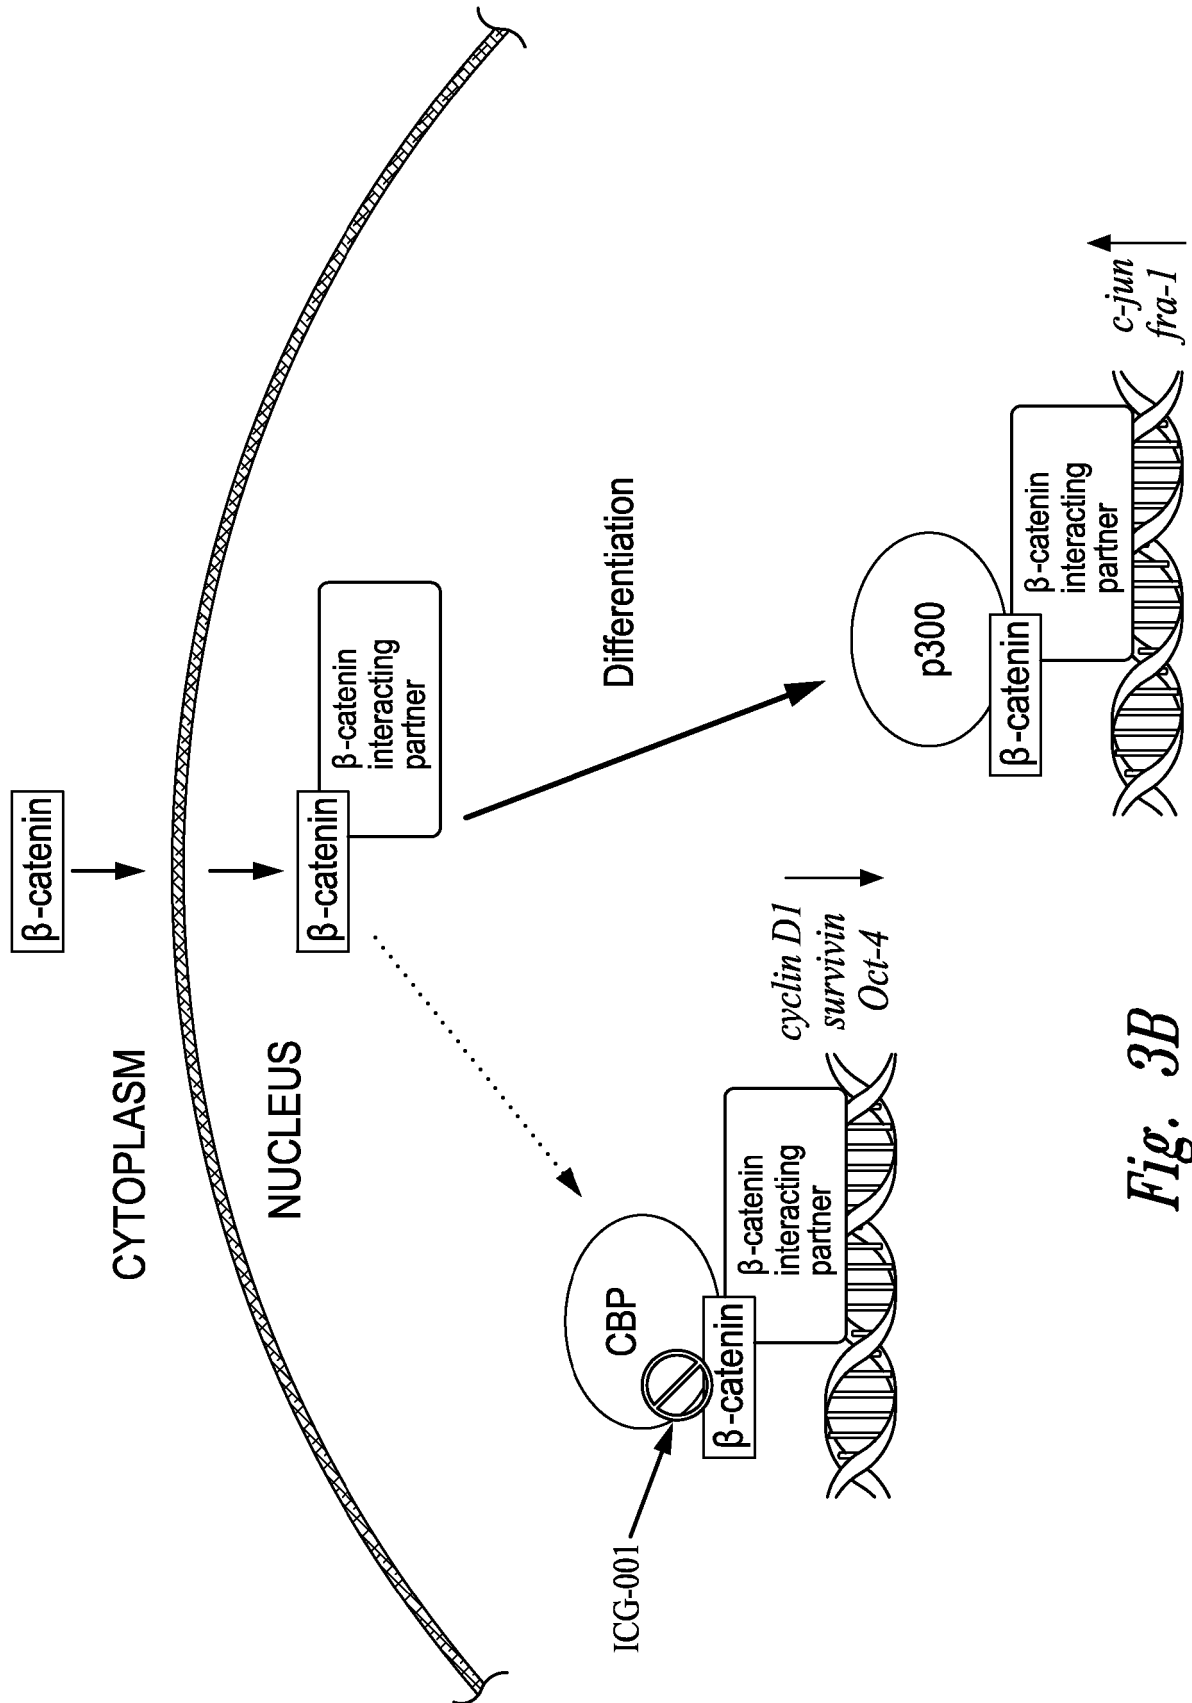 β-catenin
CYTOPLASM
NUCLEUS
β-catenin
β-catenin
interacting
partner
Differentiation
ICG-001
CBP
β-catenin
β-catenin
interacting
partner
cyclin D1
survivin
Oct-4
p300
β-catenin
β-catenin
interacting
partner
c-jun
fra-1
Fig. 3B